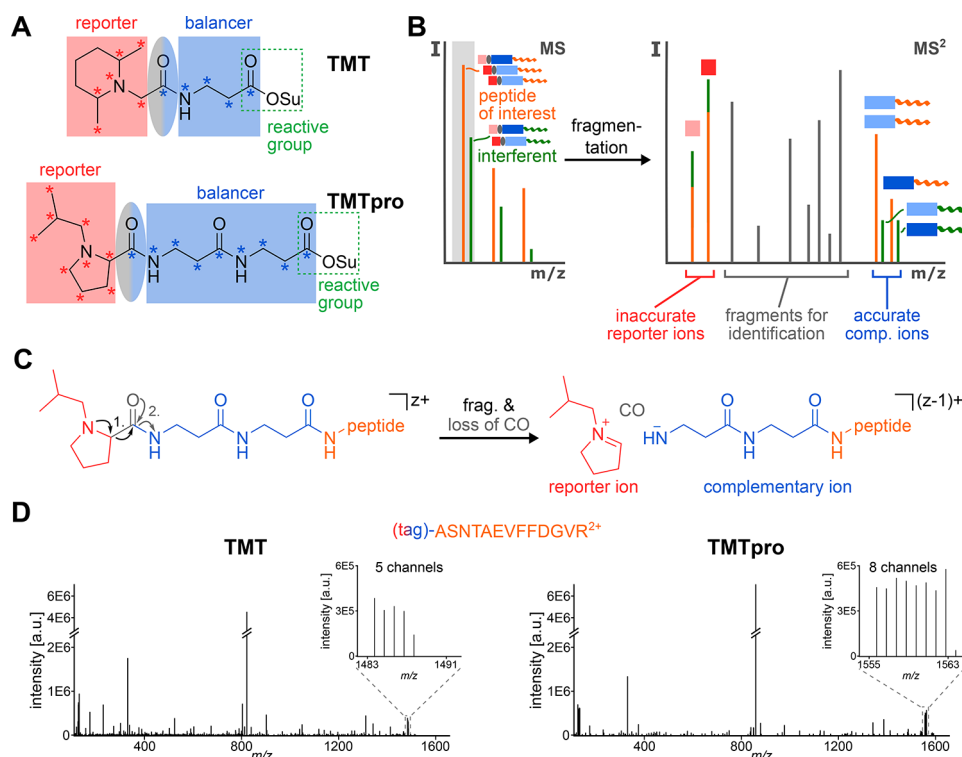 A
reporter
balancer
TMT
N
O
N
H
O
OSu
reactive
group
reporter
balancer
TMTpro
N
O
N
H
O
N
H
O
OSu
reactive
group
B
I
MS
peptide
of interest
interferent
m/z
fragmen-
tation
I
MS2
m/z
inaccurate
reporter ions
fragments for
identification
accurate
comp. ions
C
N
1.
O
2.
N
H
O
N
H
O
N
H
peptide
z+
frag. &
loss of CO
N
+
CO
reporter ion
HN
−
O
N
H
O
N
H
peptide
(z-1)+
complementary ion
D
(tag)-ASNTAEVFFDGVR2+
TMT
intensity [a.u.]
6E6
4E6
2E6
1E6
0
400
800
1200
1600
m/z
5 channels
intensity [a.u.]
6E5
3E5
0
1483
1491
m/z
TMTpro
intensity [a.u.]
6E6
4E6
2E6
1E6
0
400
800
1200
1600
m/z
8 channels
intensity [a.u.]
6E5
3E5
0
1555
1563
m/z